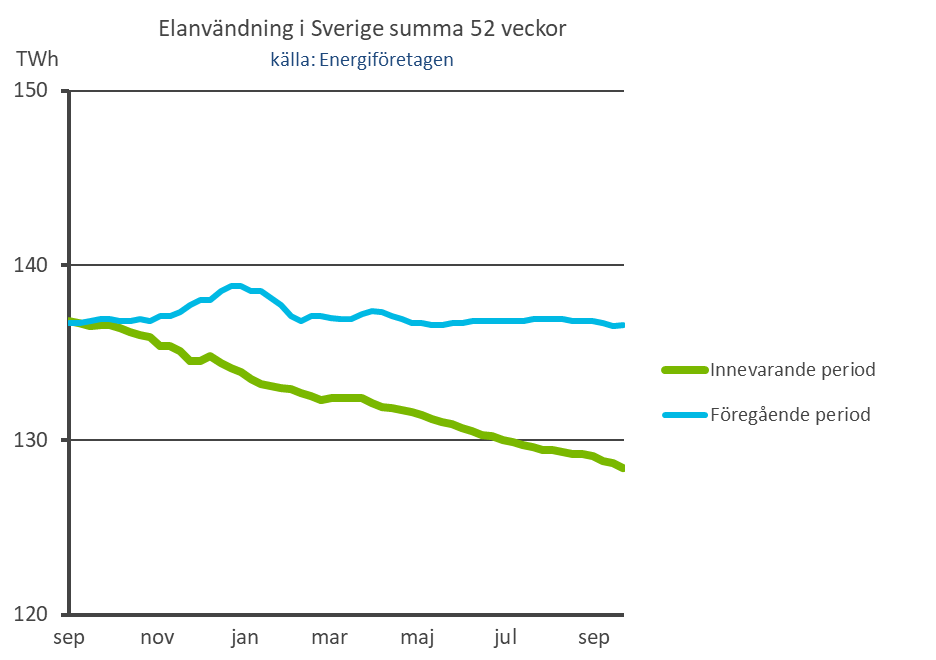 Elanvändning i Sverige summa 52 veckor
TWh
källa: Energiföretagen
150
140
130
120
sep nov jan mar maj jul sep
Innevarande period
Föregående period